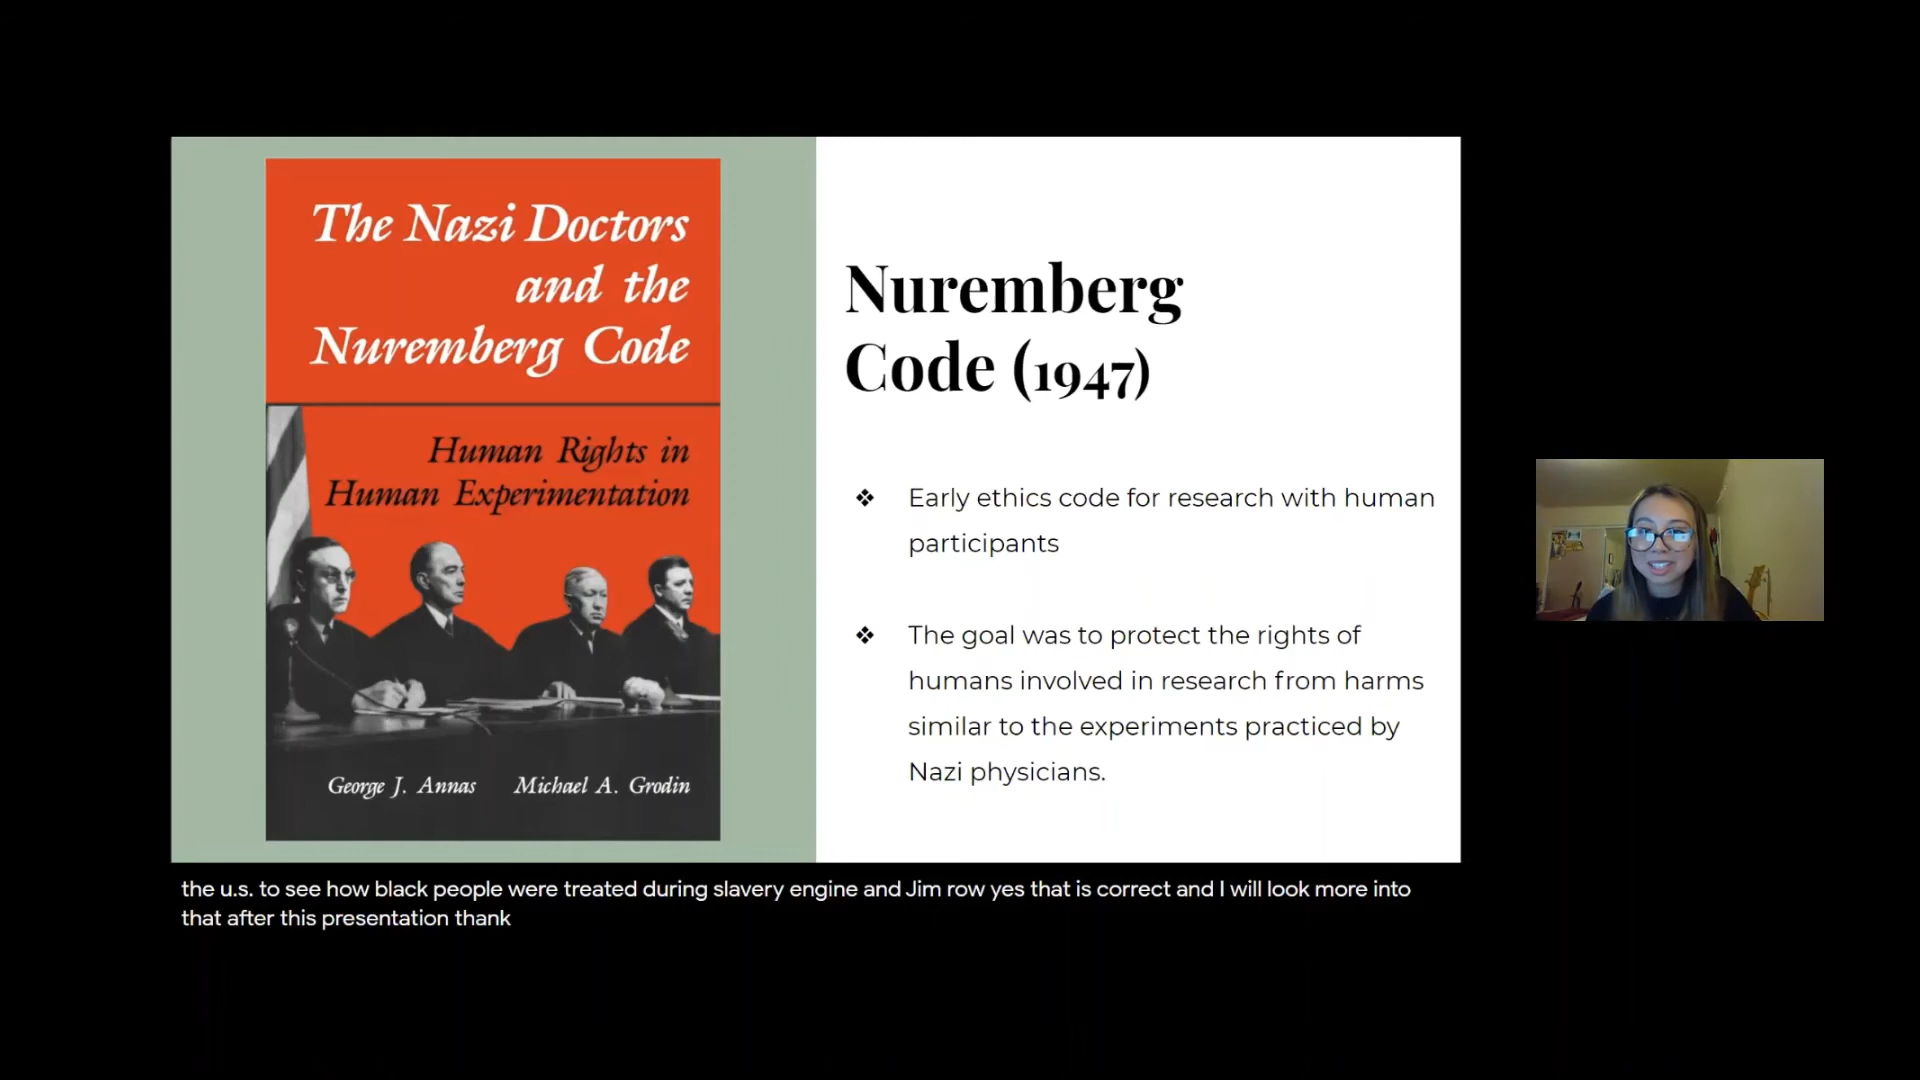 The Nazi Doctors
and the
Nuremberg Code
Human Rights in
Human Experimentation
George J. Annas Michael A. Grodin
Nuremberg
Code (1947)
❖ Early ethics code for research with human
participants
❖ The goal was to protect the rights of
humans involved in research from harms
similar to the experiments practiced by
Nazi physicians.
the u.s. to see how black people were treated during slavery engine and Jim row yes that is correct and I will look more into
that after this presentation thank